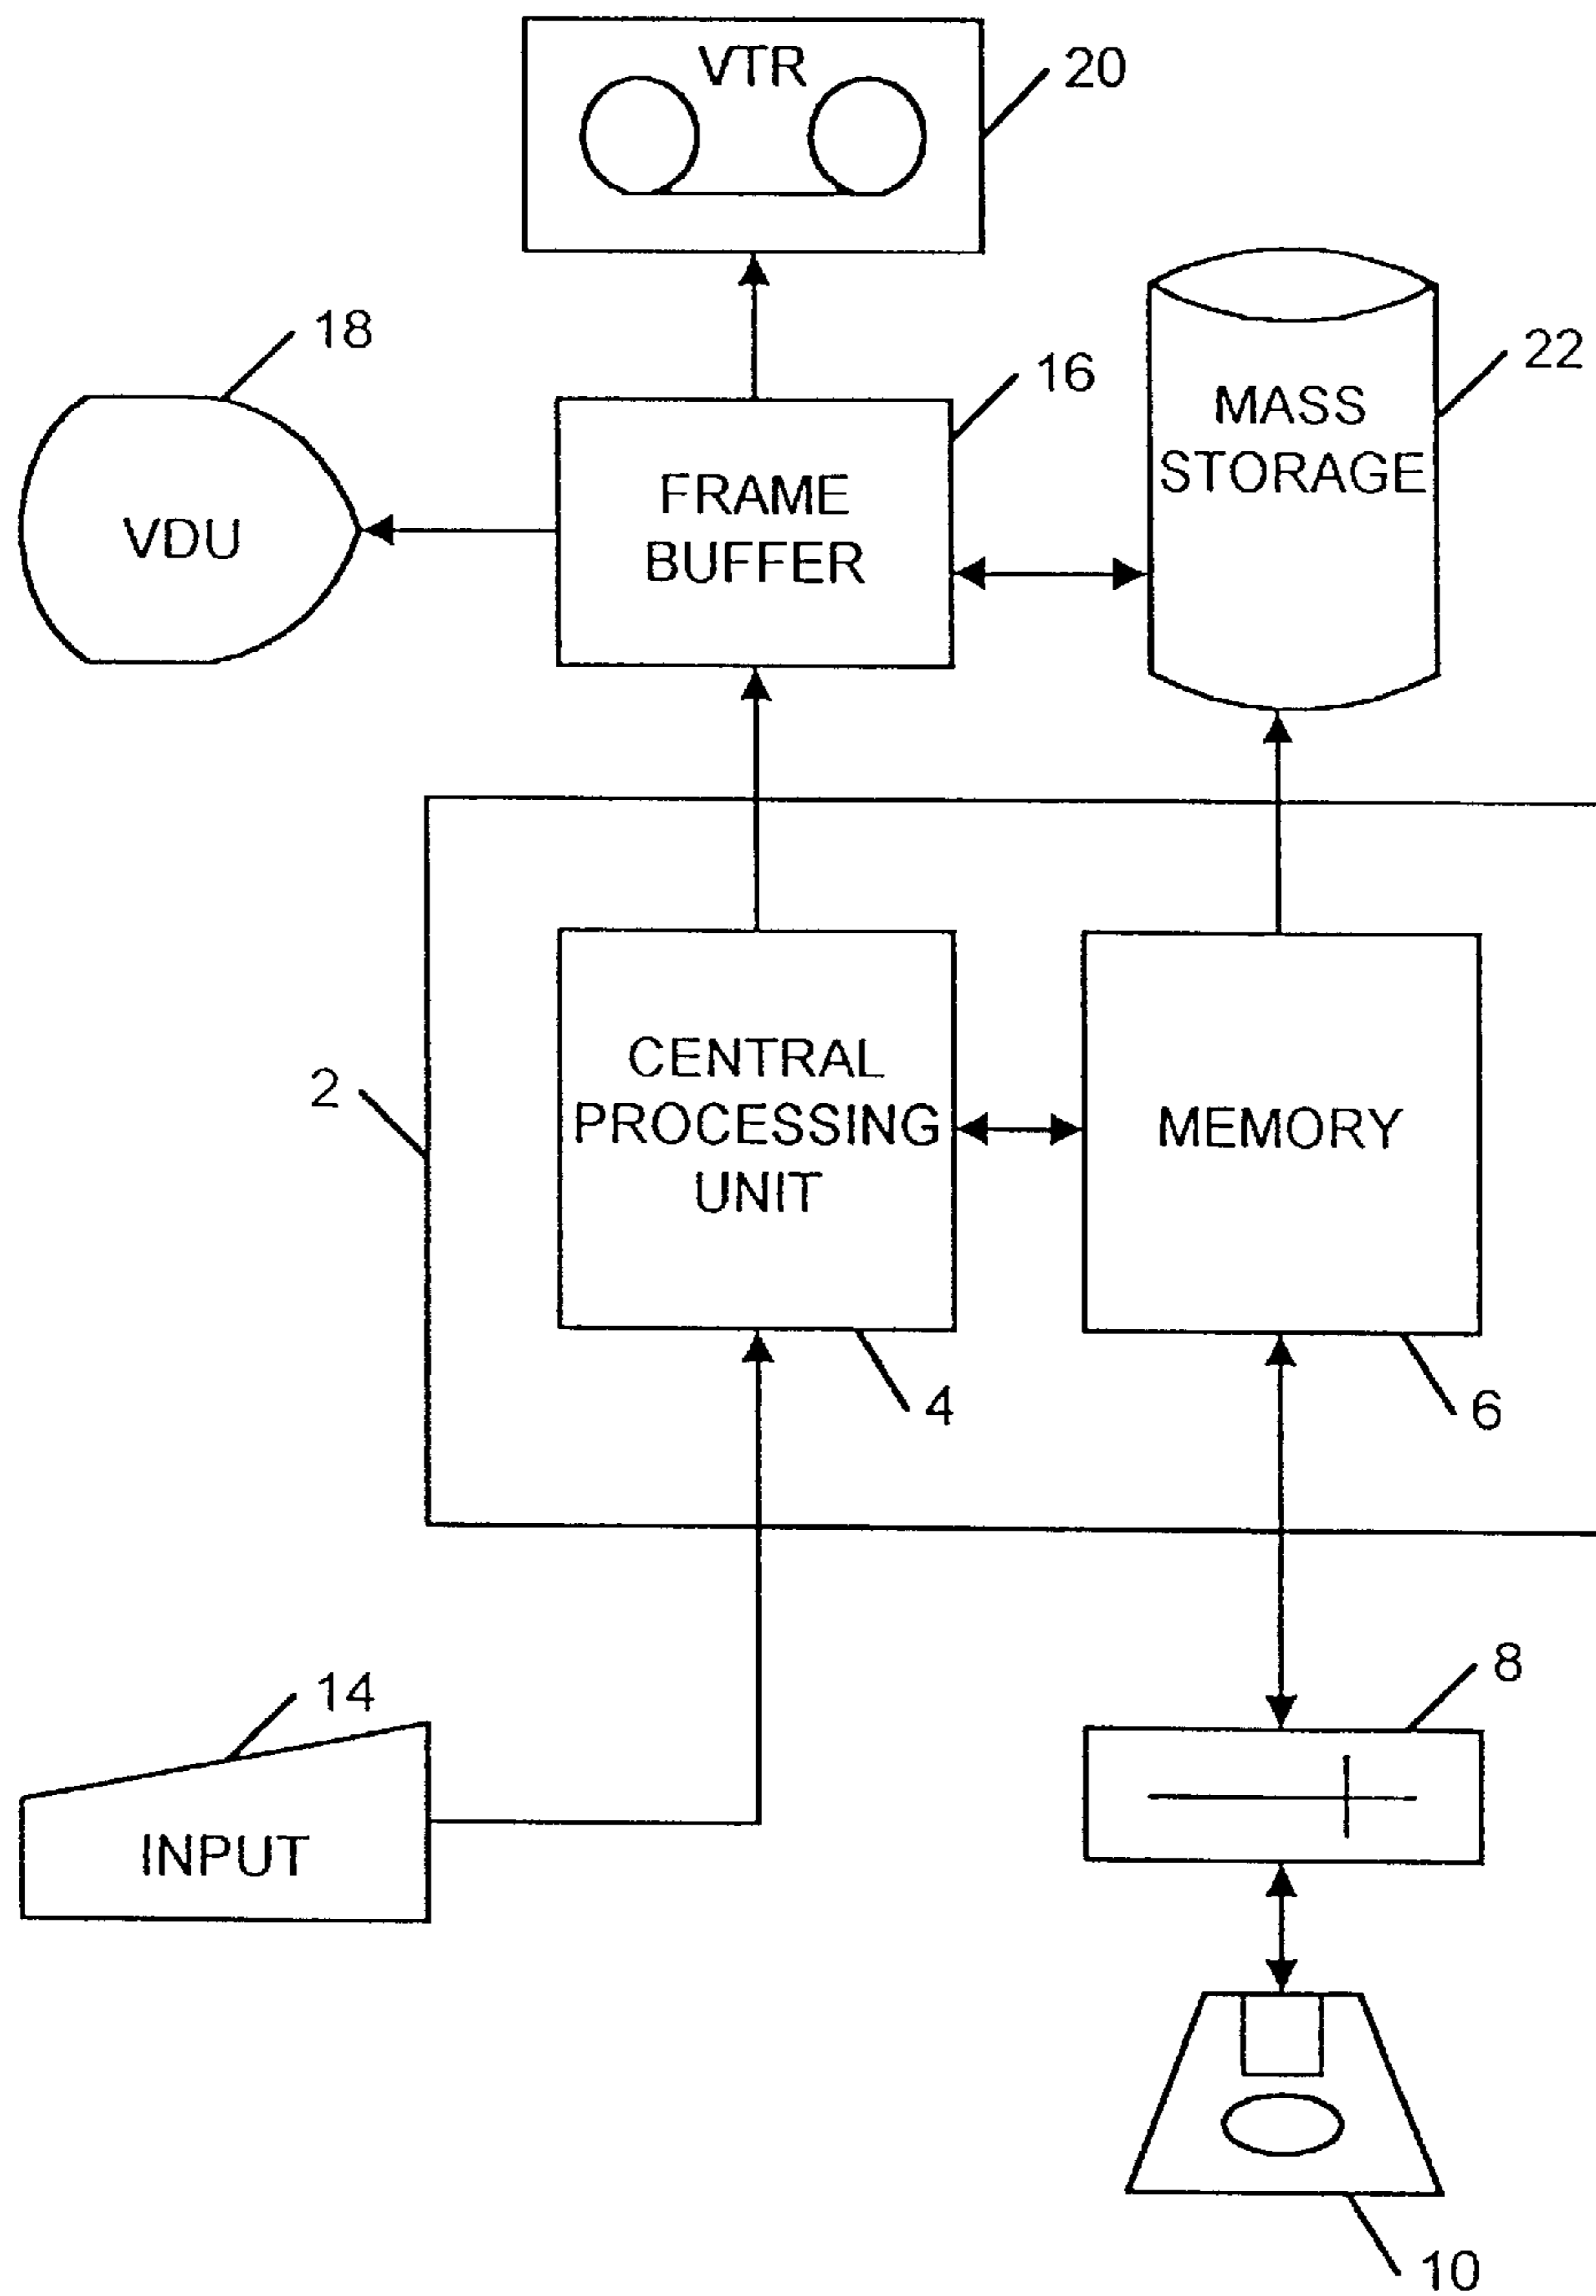 VTR
20
18
16
22
MASS
STORAGE
FRAME
BUFFER
VDU
2
CENTRAL
PROCESSING
UNIT
MEMORY
4
6
14
8
INPUT
10